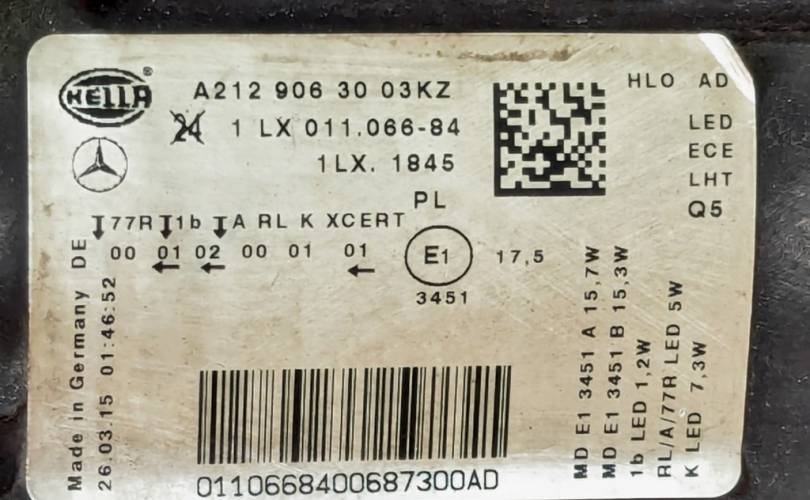 HELLA®
A212 906 30 03KZ
24 1 LX 011.066-84
1LX. 1845
HLO AD
LED
ECE
LHT
Q5
PL
77R 1b A RL K XCERT
00 01 02 00 01 01
E1
17,5
3451
Made in Germany DE
26.03.15 01:46:52
MD E1 3451 A 15,7W
MD E1 3451 B 15,3W
1b LED 1,2W
RL/A/77R LED 5W
K LED 7,3W
0110668400687300AD